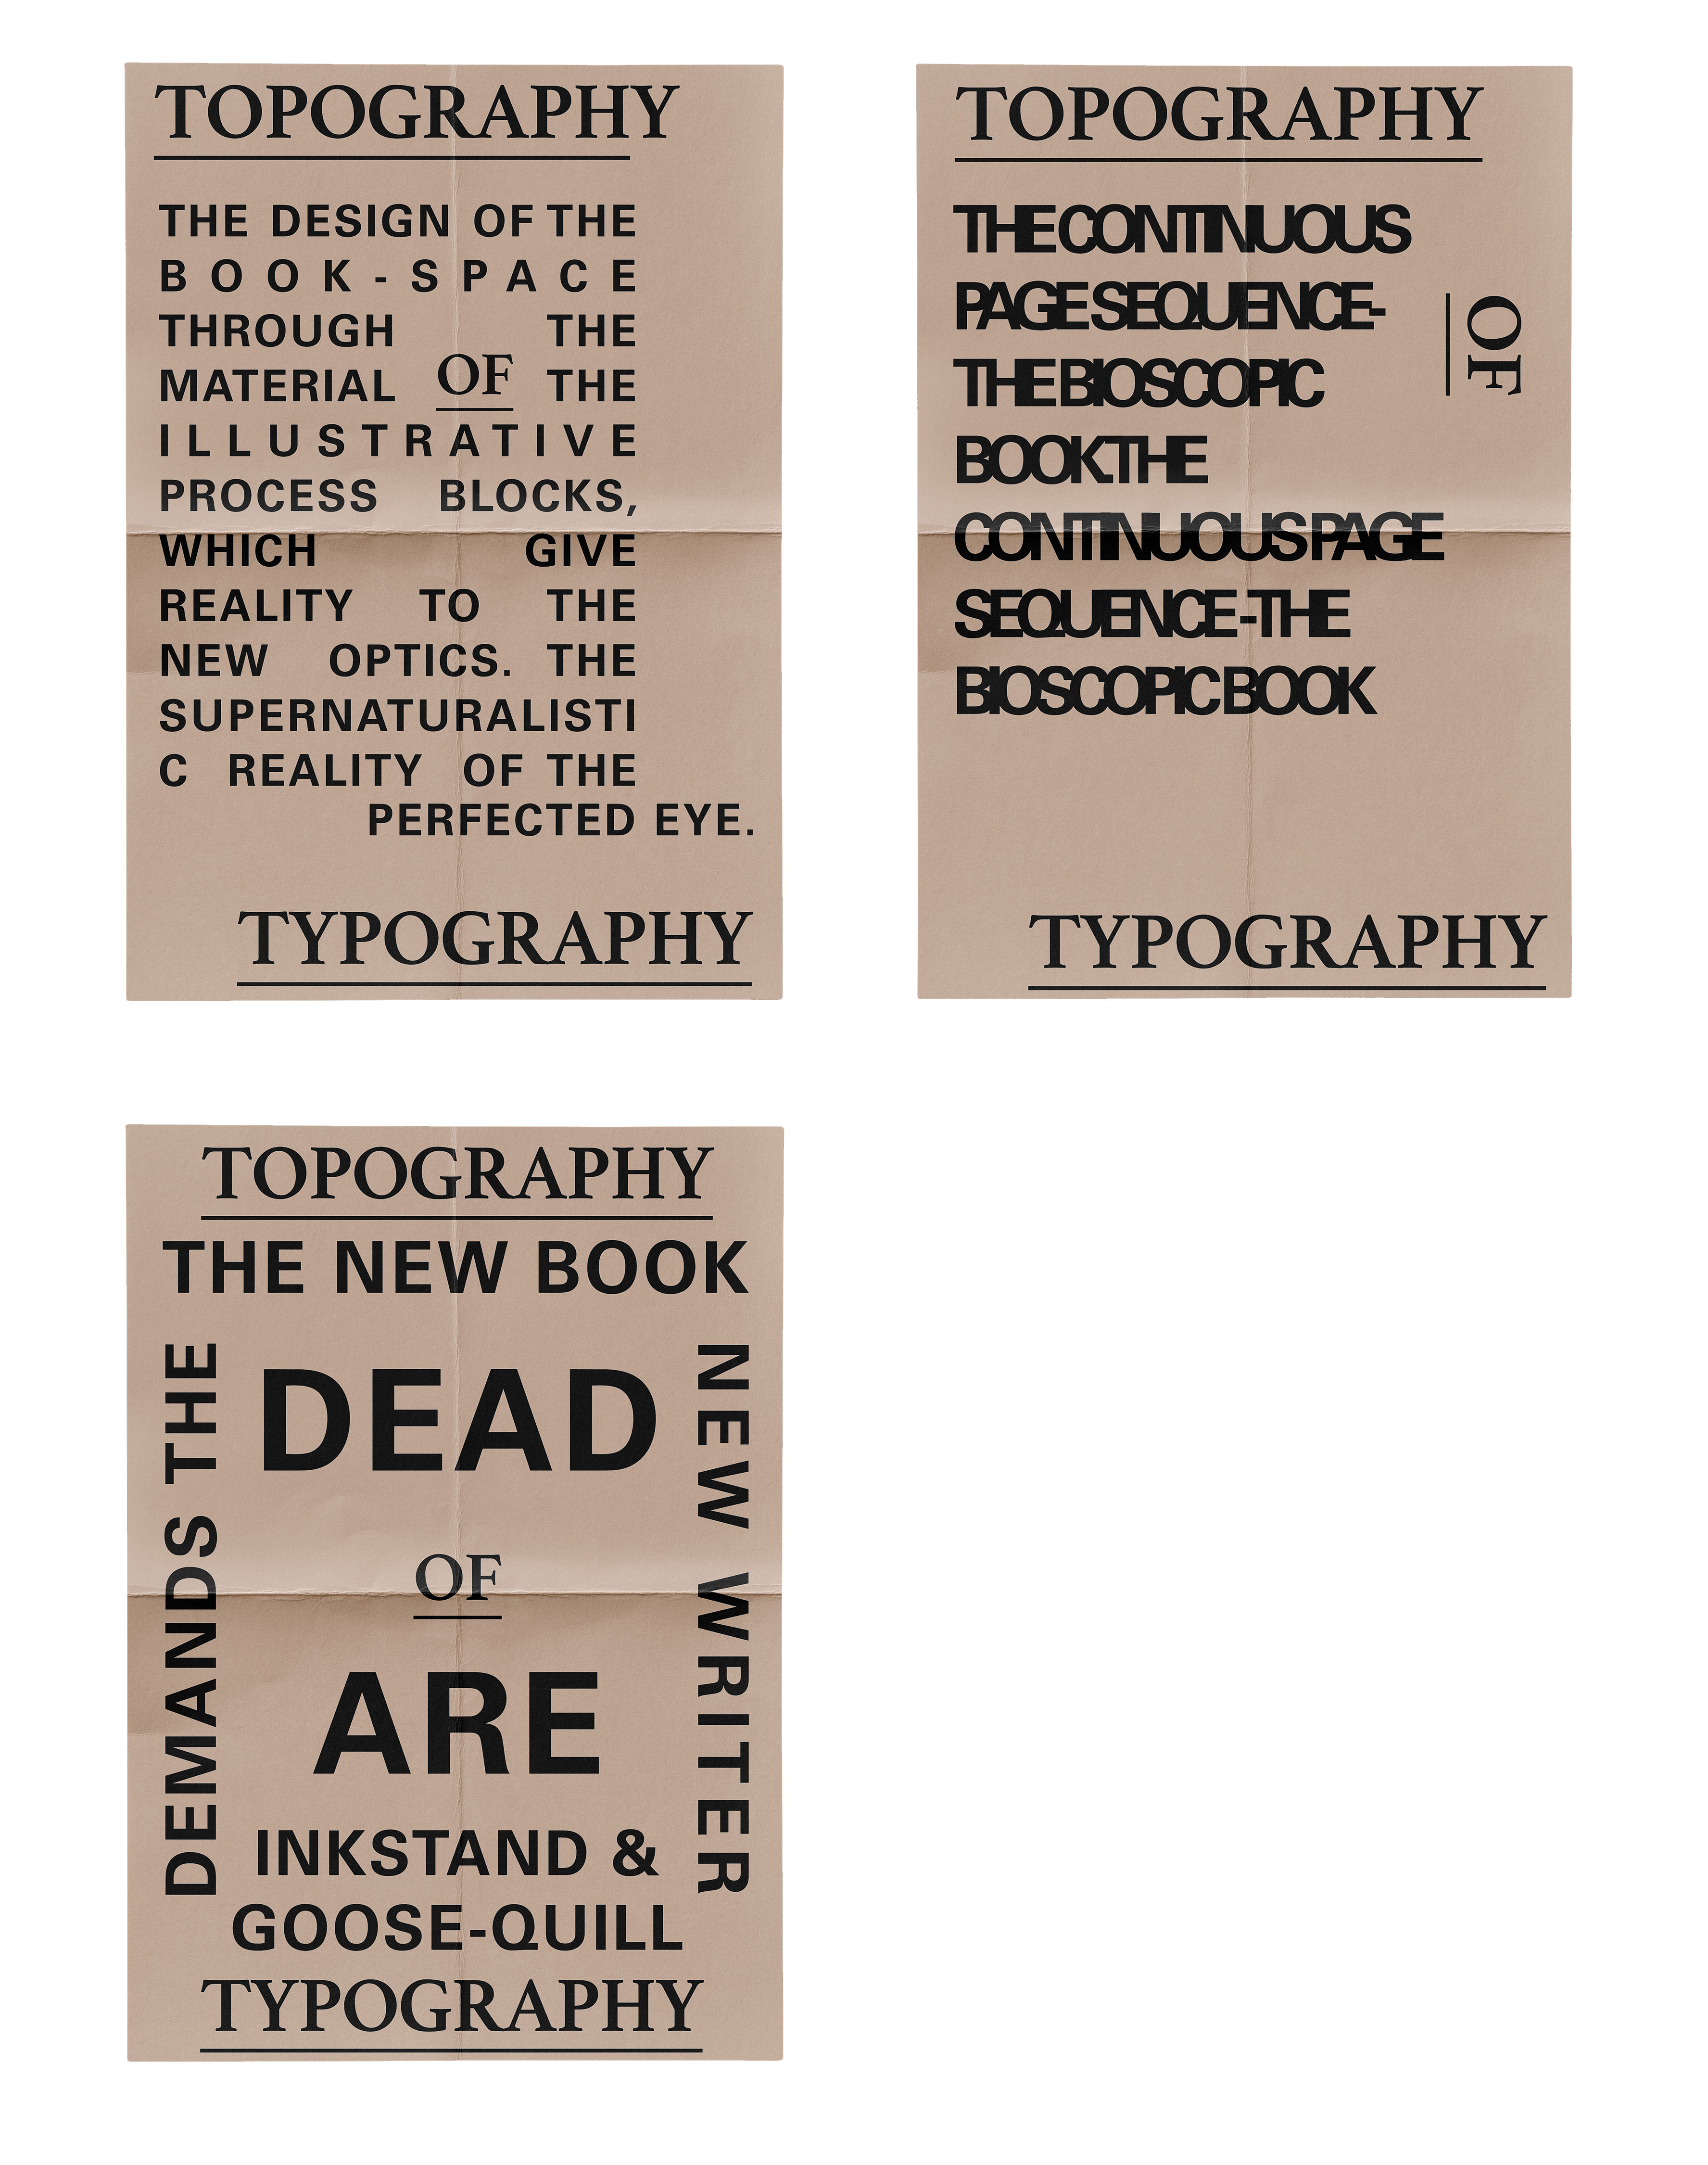 TOPOGRAPHY
THE DESIGN OF THE
BOOK-SPACE
THROUGH THE
MATERIAL OF THE
ILLUSTRATIVE
PROCESS BLOCKS,
WHICH GIVE
REALITY TO THE
NEW OPTICS. THE
SUPERNATURALISTI
C REALITY OF THE
PERFECTED EYE.
TYPOGRAPHY
TOPOGRAPHY
THE CONTINUOUS
PAGE SEQUENCE-
THE BIOSCOPIC
BOOK.THE
CONTINUOUS PAGE
SEQUENCE -THE
BIOSCOPIC BOOK
OF
TYPOGRAPHY
TOPOGRAPHY
THE NEW BOOK
DEMANDS THE
NEW WRITER
DEAD
OF
ARE
INKSTAND &
GOOSE-QUILL
TYPOGRAPHY